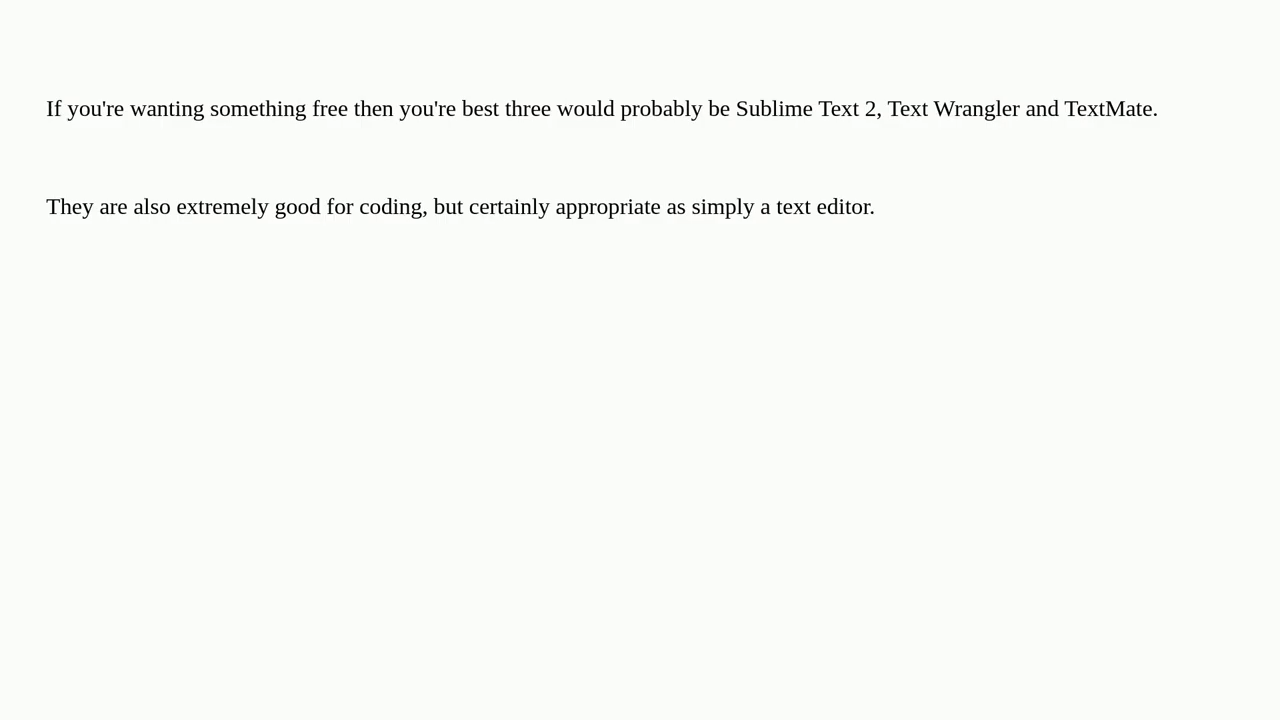 If you're wanting something free then you're best three would probably be Sublime Text 2, Text Wrangler and TextMate.
They are also extremely good for coding, but certainly appropriate as simply a text editor.